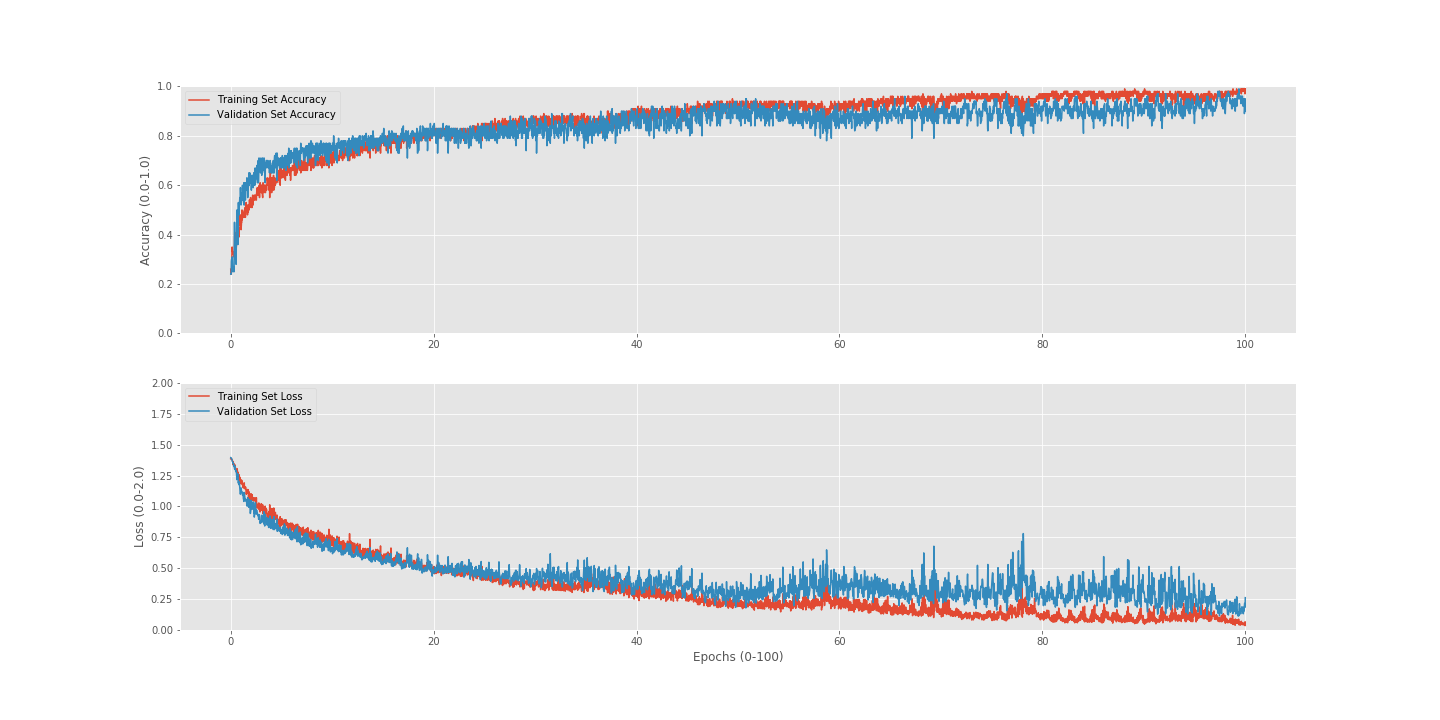 1.0
Training Set Accuracy
Validation Set Accuracy
0.8
0.6
0.4
0.2
0.0
Accuracy (0.0-1.0)
0 20 40 60 80 100
2.00
Training Set Loss
Validation Set Loss
1.75
1.50
1.25
1.00
0.75
0.50
0.25
0.00
Loss (0.0-2.0)
0 20 40 60 80 100
Epochs (0-100)